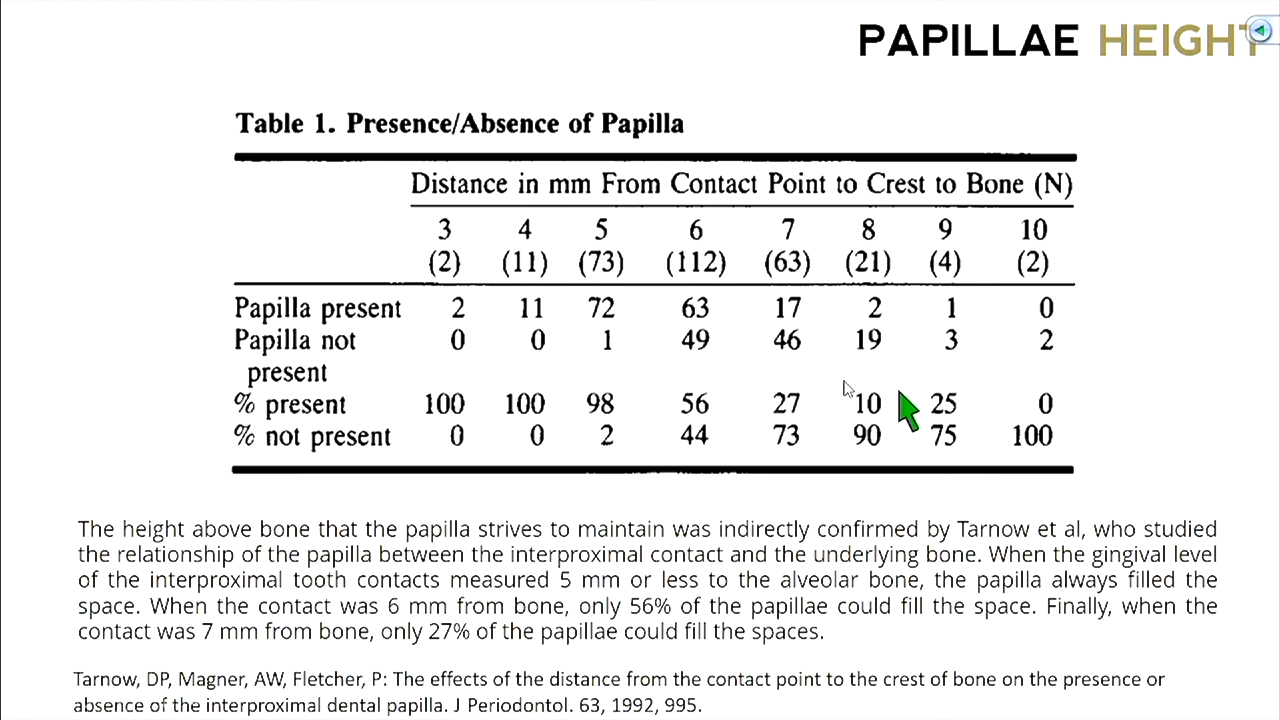 PAPILLAE HEIGHT
Table 1. Presence/Absence of Papilla
Distance in mm From Contact Point to Crest to Bone (N)
3 4 5 6 7 8 9 10
(2) (11) (73) (112) (63) (21) (4) (2)
Papilla present 2 11 72 63 17 2 1 0
Papilla not 0 0 1 49 46 19 3 2
present
% present 100 100 98 56 27 10 25 0
% not present 0 0 2 44 73 90 75 100
The height above bone that the papilla strives to maintain was indirectly confirmed by Tarnow et al, who studied
the relationship of the papilla between the interproximal contact and the underlying bone. When the gingival level
of the interproximal tooth contacts measured 5 mm or less to the alveolar bone, the papilla always filled the
space. When the contact was 6 mm from bone, only 56% of the papillae could fill the space. Finally, when the
contact was 7 mm from bone, only 27% of the papillae could fill the spaces.
Tarnow, DP, Magner, AW, Fletcher, P: The effects of the distance from the contact point to the crest of bone on the presence or
absence of the interproximal dental papilla. J Periodontol. 63, 1992, 995.